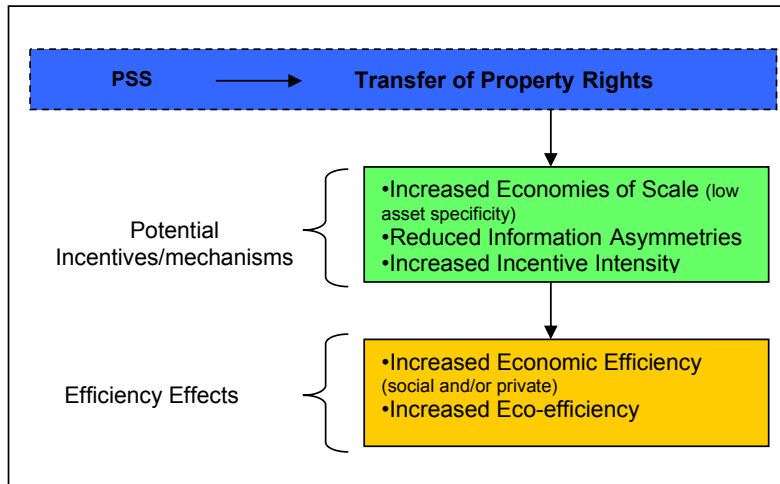 PSS Transfer of Property Rights
•Increased Economies of Scale (low
asset specificity)
•Reduced Information Asymmetries
•Increased Incentive Intensity
Potential
Incentives/mechanisms
•Increased Economic Efficiency
(social and/or private)
•Increased Eco-efficiency
Efficiency Effects